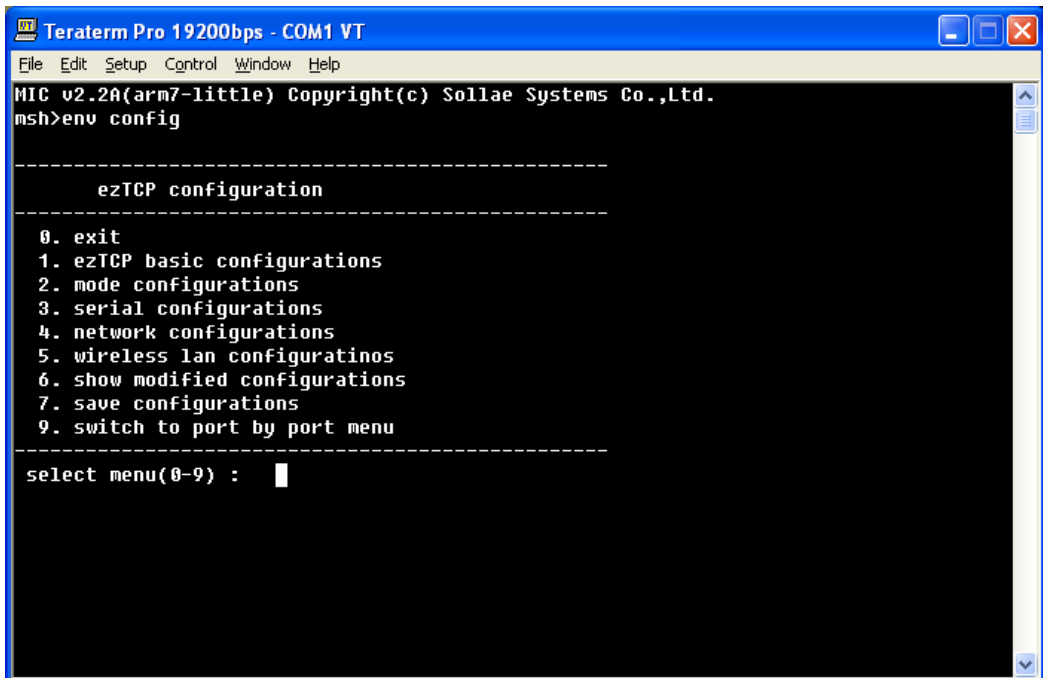 Teraterm Pro 19200bps - COM1 VT
File Edit Setup Control Window Help
MIC v2.2A(arm7-little) Copyright(c) Sollae Systems Co.,Ltd.
msh>env config
--------------------------------------------------
ezTCP configuration
--------------------------------------------------
0. exit
1. ezTCP basic configurations
2. mode configurations
3. serial configurations
4. network configurations
5. wireless lan configuratinos
6. show modified configurations
7. save configurations
9. switch to port by port menu
--------------------------------------------------
select menu(0-9) :